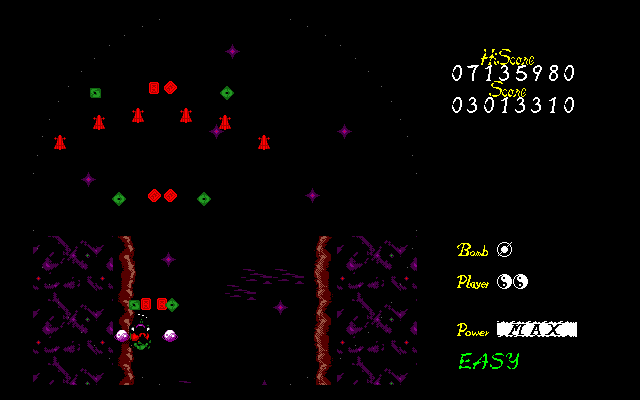 HiScore
07135980
Score
03013310
Bomb
Player
Power MAX
EASY